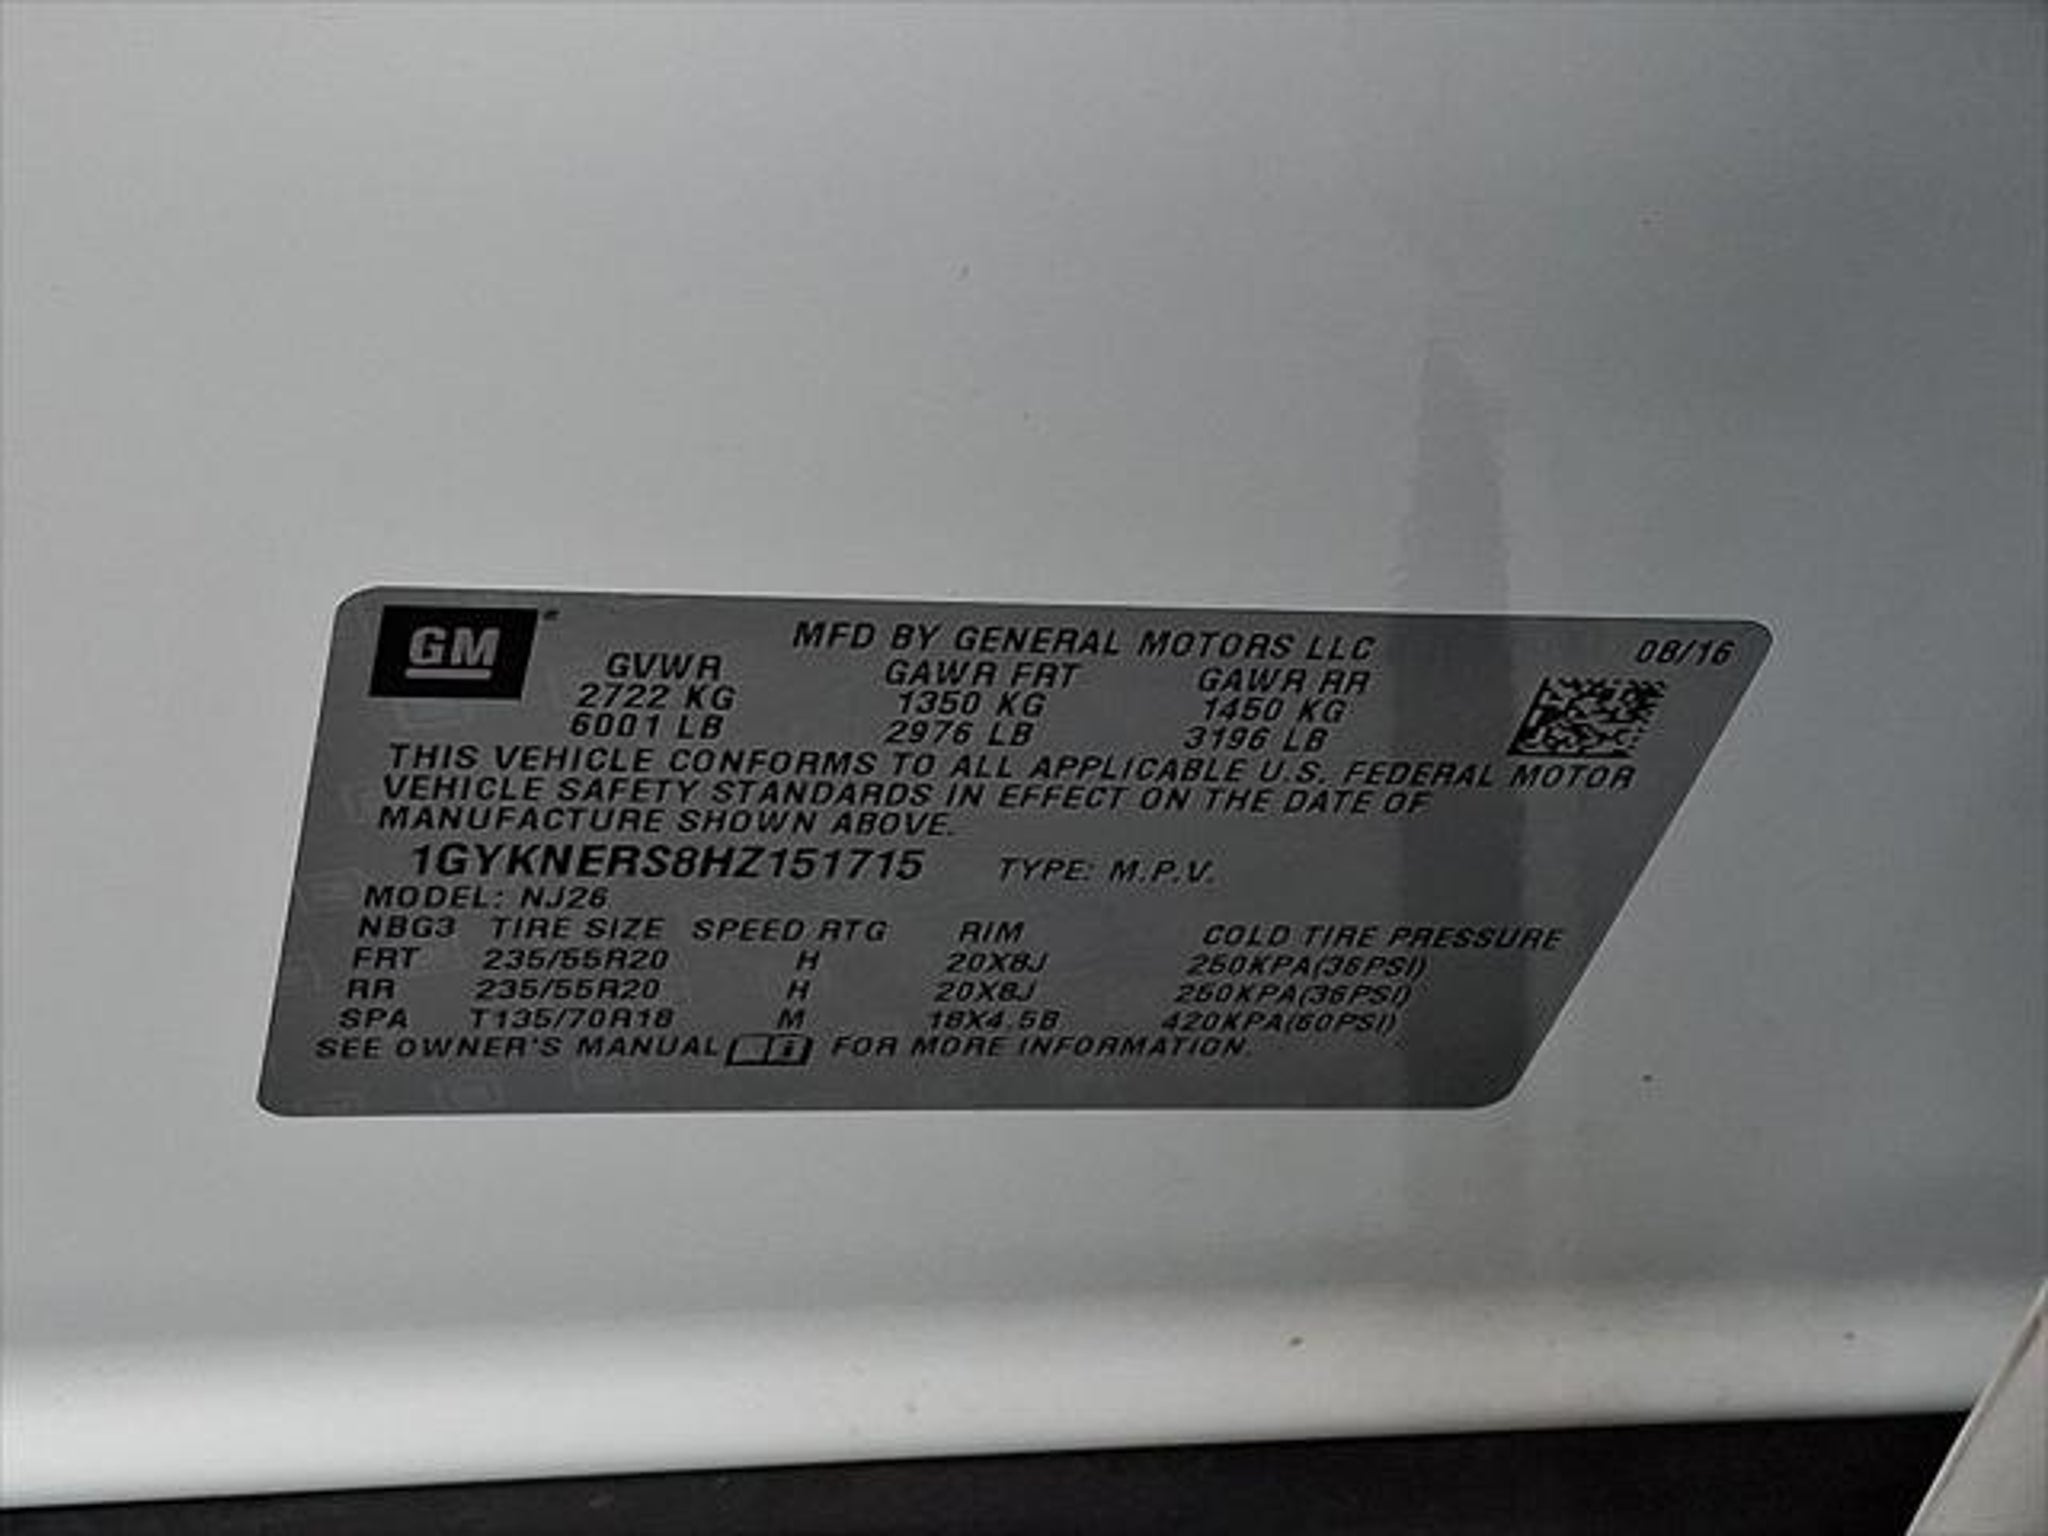 GM
MFD BY GENERAL MOTORS LLC 08/16
GVWR GAWR FRT GAWR RR
2722 KG 1350 KG 1450 KG
6001 LB 2976 LB 3196 LB
THIS VEHICLE CONFORMS TO ALL APPLICABLE U.S. FEDERAL MOTOR
VEHICLE SAFETY STANDARDS IN EFFECT ON THE DATE OF
MANUFACTURE SHOWN ABOVE.
1GYKNERS8HZ151715 TYPE: M.P.V.
MODEL: NJ26
NBG3 TIRE SIZE SPEED RTG RIM COLD TIRE PRESSURE
FRT 235/55R20 H 20X8J 250KPA(36PSI)
RR 235/55R20 H 20X8J 250KPA(36PSI)
SPA T135/70R18 M 18X4.5B 420KPA(60PSI)
SEE OWNER'S MANUAL FOR MORE INFORMATION.